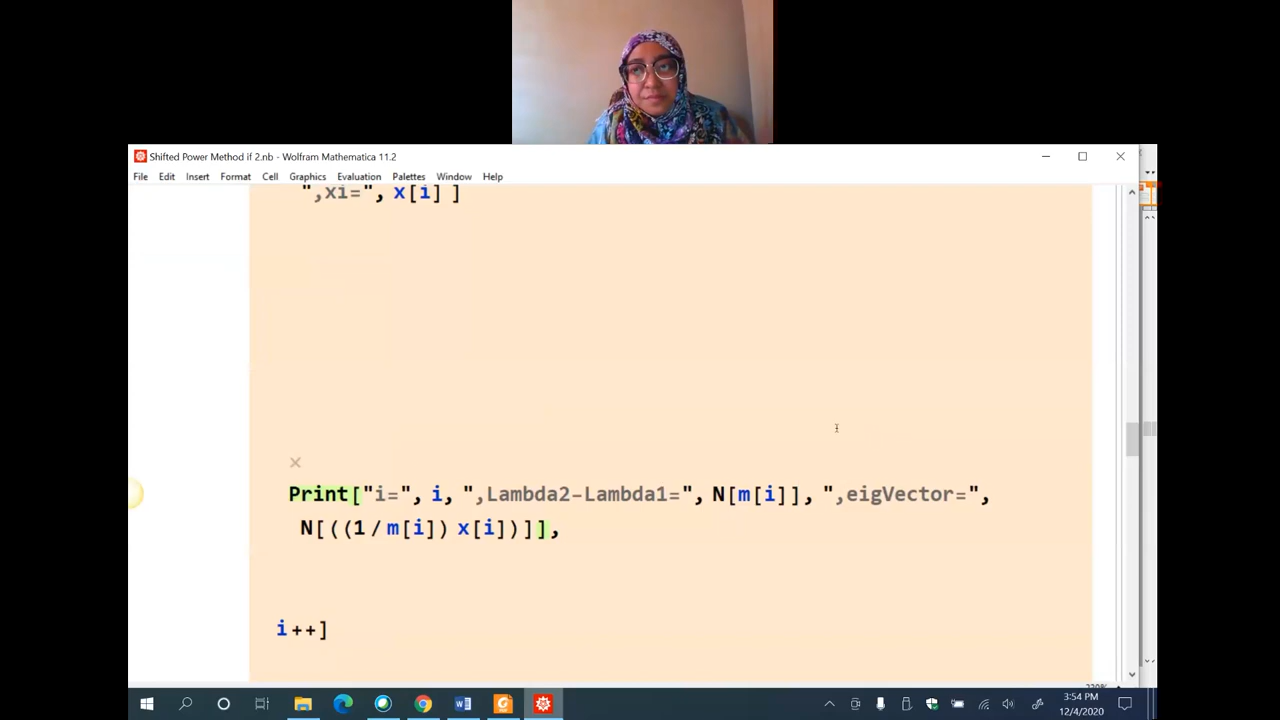 Shifted Power Method if 2.nb - Wolfram Mathematica 11.2
File Edit Insert Format Cell Graphics Evaluation Palettes Window Help
",xi=", x[i] ]
Print["i=", i, ",Lambda2-Lambda1=", N[m[i]], ",eigVector=",
N[((1/m[i]) x[i])]],
i++]
3:54 PM
12/4/2020